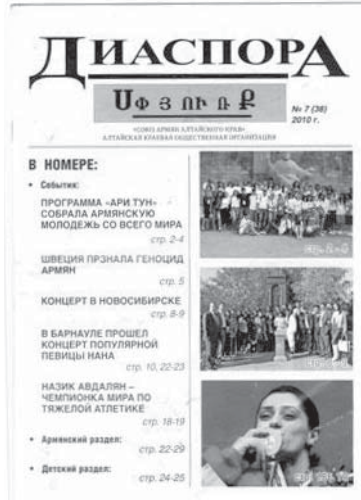 ДИАСПОРА
ՍՓՅՈՒՌՔ
№ 7 (38)
2010 г.
«СОЮЗ АРМЯН АЛТАЙСКОГО КРАЯ»
АЛТАЙСКАЯ КРАЕВАЯ ОБЩЕСТВЕННАЯ ОРГАНИЗАЦИЯ
В НОМЕРЕ:
• События:
ПРОГРАММА «АРИ ТУН»
СОБРАЛА АРМЯНСКУЮ
МОЛОДЕЖЬ СО ВСЕГО МИРА
стр. 2-4
ШВЕЦИЯ ПРЗНАЛА ГЕНОЦИД
АРМЯН
стр. 5
КОНЦЕРТ В НОВОСИБИРСКЕ
стр. 8-9
В БАРНАУЛЕ ПРОШЕЛ
КОНЦЕРТ ПОПУЛЯРНОЙ
ПЕВИЦЫ НАНА
стр. 10, 22-23
НАЗИК АВДАЛЯН –
ЧЕМПИОНКА МИРА ПО
ТЯЖЕЛОЙ АТЛЕТИКЕ
стр. 18-19
• Армянский раздел:
стр. 22-29
• Детский раздел:
стр. 24-25